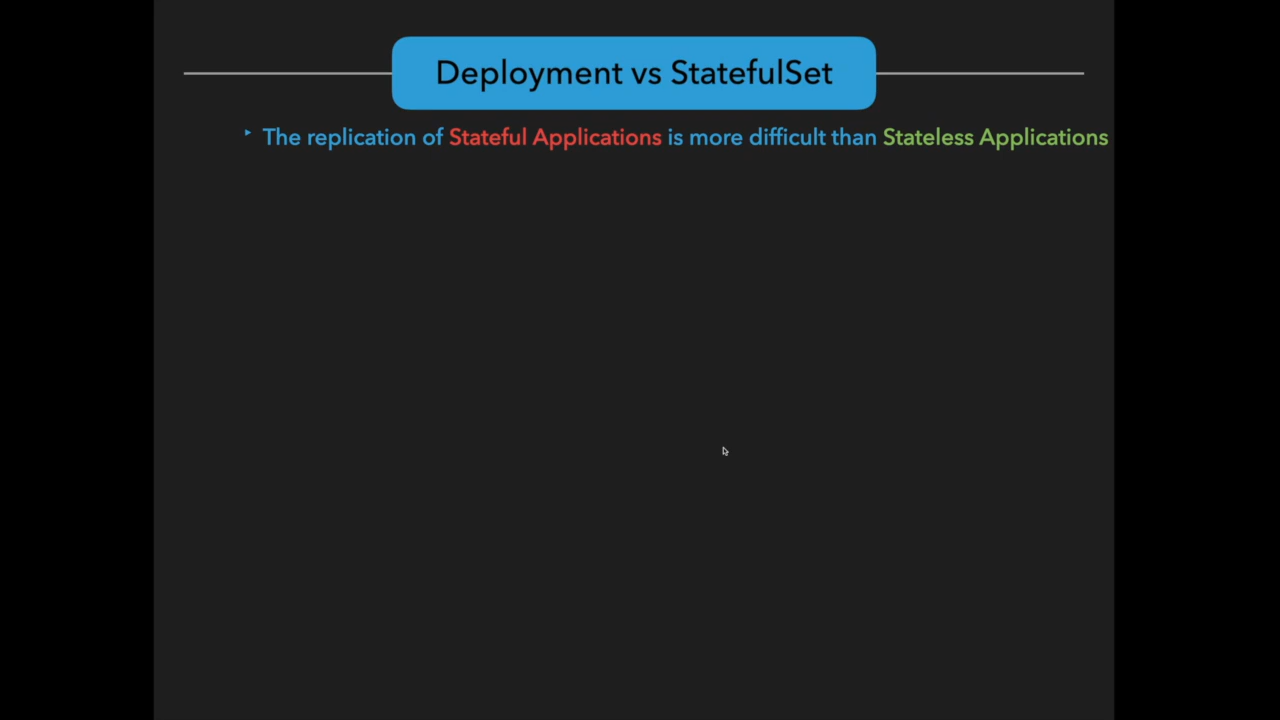 Deployment vs StatefulSet
‣ The replication of Stateful Applications is more difficult than Stateless Applications